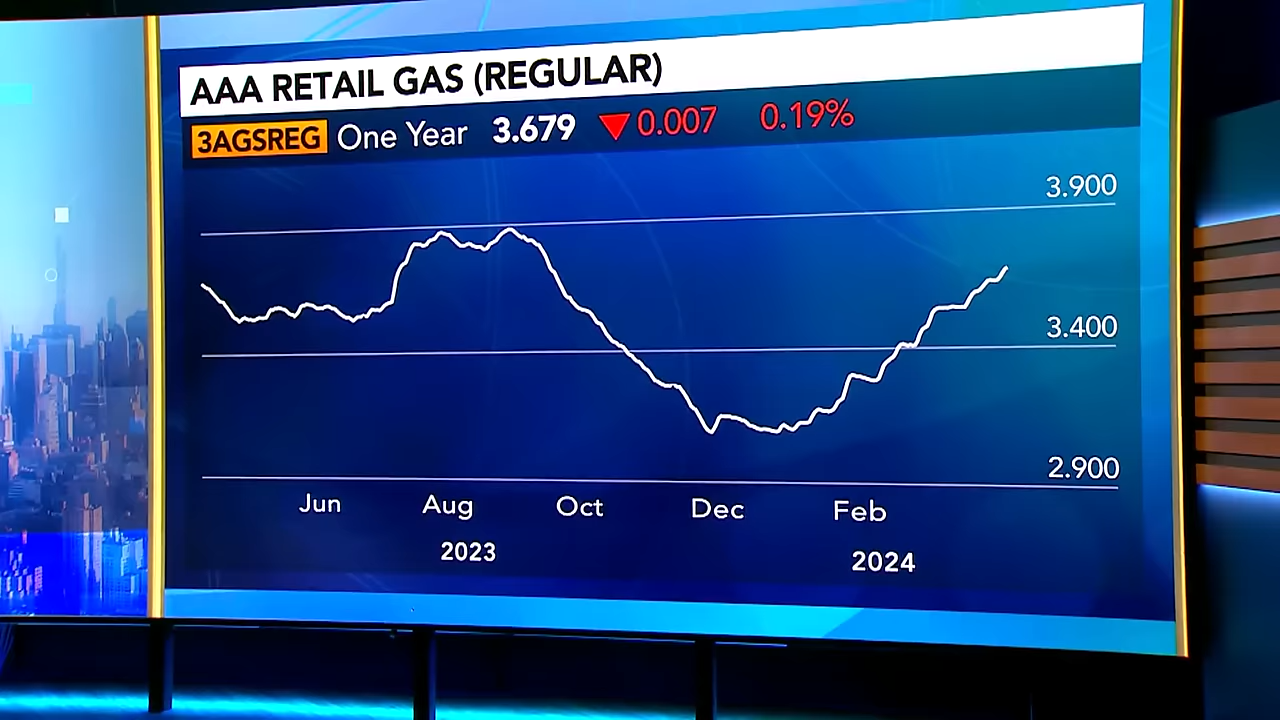 AAA RETAIL GAS (REGULAR)
3AGSREG One Year 3.679 ▼0.007 0.19%
3.900
3.400
2.900
Jun Aug Oct Dec Feb
2023 2024